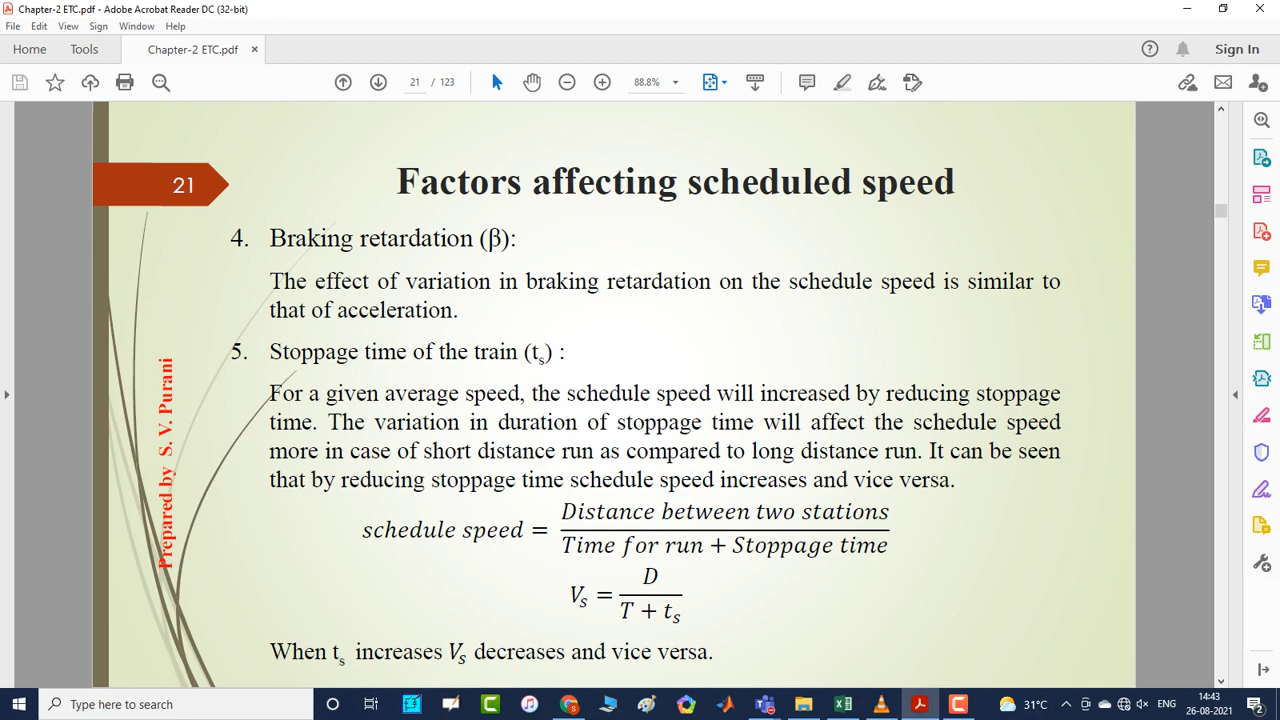 Chapter-2 ETC.pdf - Adobe Acrobat Reader DC (32-bit)
File Edit View Sign Window Help
Home Tools Chapter-2 ETC.pdf × Sign In
21 / 123 88.8%
21
Factors affecting scheduled speed
4. Braking retardation (β):
The effect of variation in braking retardation on the schedule speed is similar to
that of acceleration.
5. Stoppage time of the train (tₛ) :
For a given average speed, the schedule speed will increased by reducing stoppage
time. The variation in duration of stoppage time will affect the schedule speed
more in case of short distance run as compared to long distance run. It can be seen
that by reducing stoppage time schedule speed increases and vice versa.
schedule speed = Distance between two stations / Time for run + Stoppage time
Vₛ = D / T + tₛ
When tₛ increases Vₛ decreases and vice versa.
Prepared by S. V. Purani
Type here to search
31°C ENG 14:43
26-08-2021 2